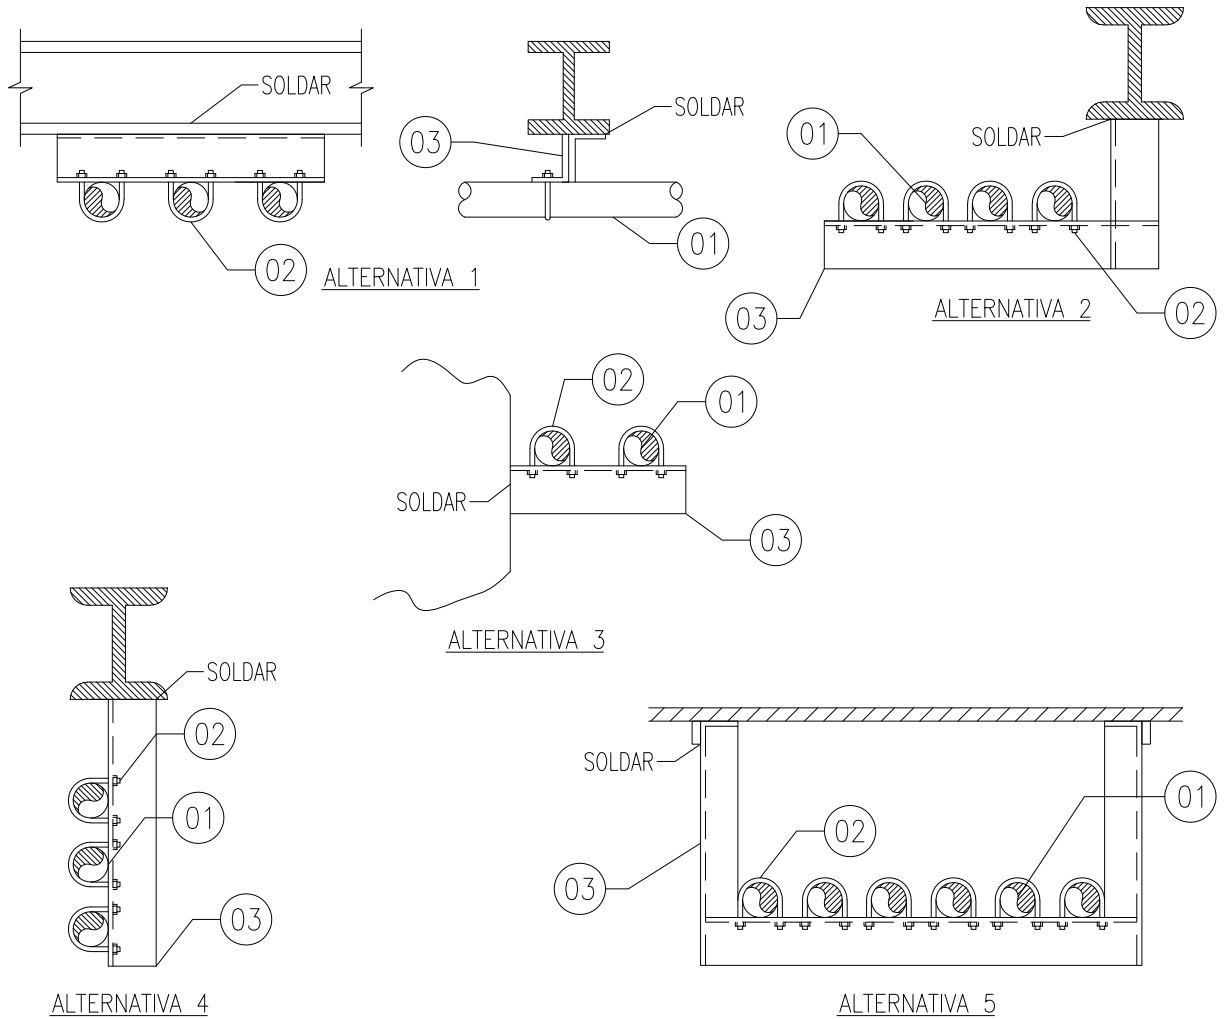 SOLDAR
02
ALTERNATIVA 1
03
SOLDAR
01
01
SOLDAR
03
ALTERNATIVA 2
02
02
01
SOLDAR
03
ALTERNATIVA 3
SOLDAR
02
01
03
ALTERNATIVA 4
SOLDAR
01
02
03
ALTERNATIVA 5